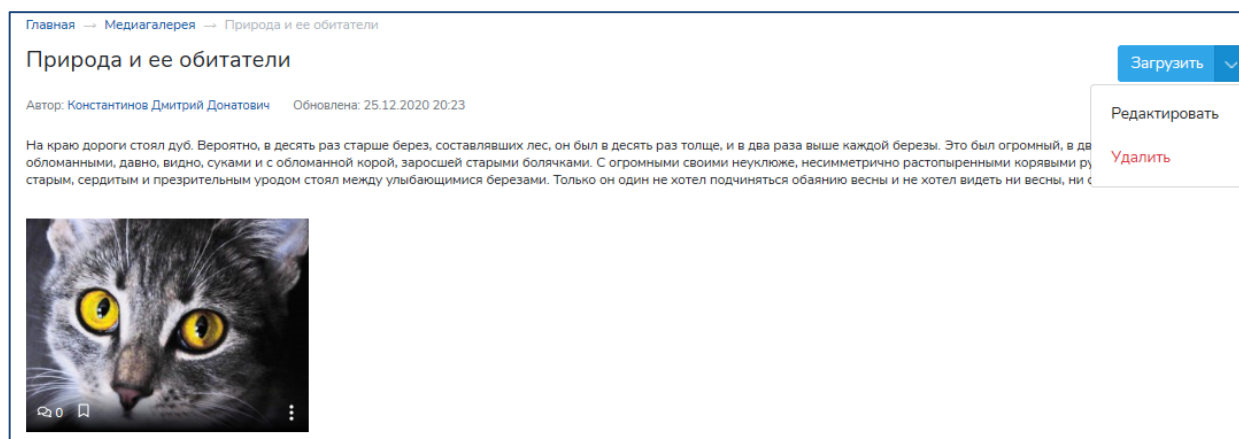 Главная → Медиагалерея → Природа и ее обитатели
Природа и ее обитатели
Загрузить
Автор: Константинов Дмитрий Донатович Обновлена: 25.12.2020 20:23
Редактировать
Удалить
На краю дороги стоял дуб. Вероятно, в десять раз старше берез, составлявших лес, он был в десять раз толще, и в два раза выше каждой березы. Это был огромный, в
обломанными, давно, видно, суками и с обломанной корой, заросшей старыми болячками. С огромными своими неуклюже, несимметрично растопыренными корявыми
старым, сердитым и презрительным уродом стоял между улыбающимися березами. Только он один не хотел подчиняться обаянию весны и не хотел видеть ни весны, ни
0